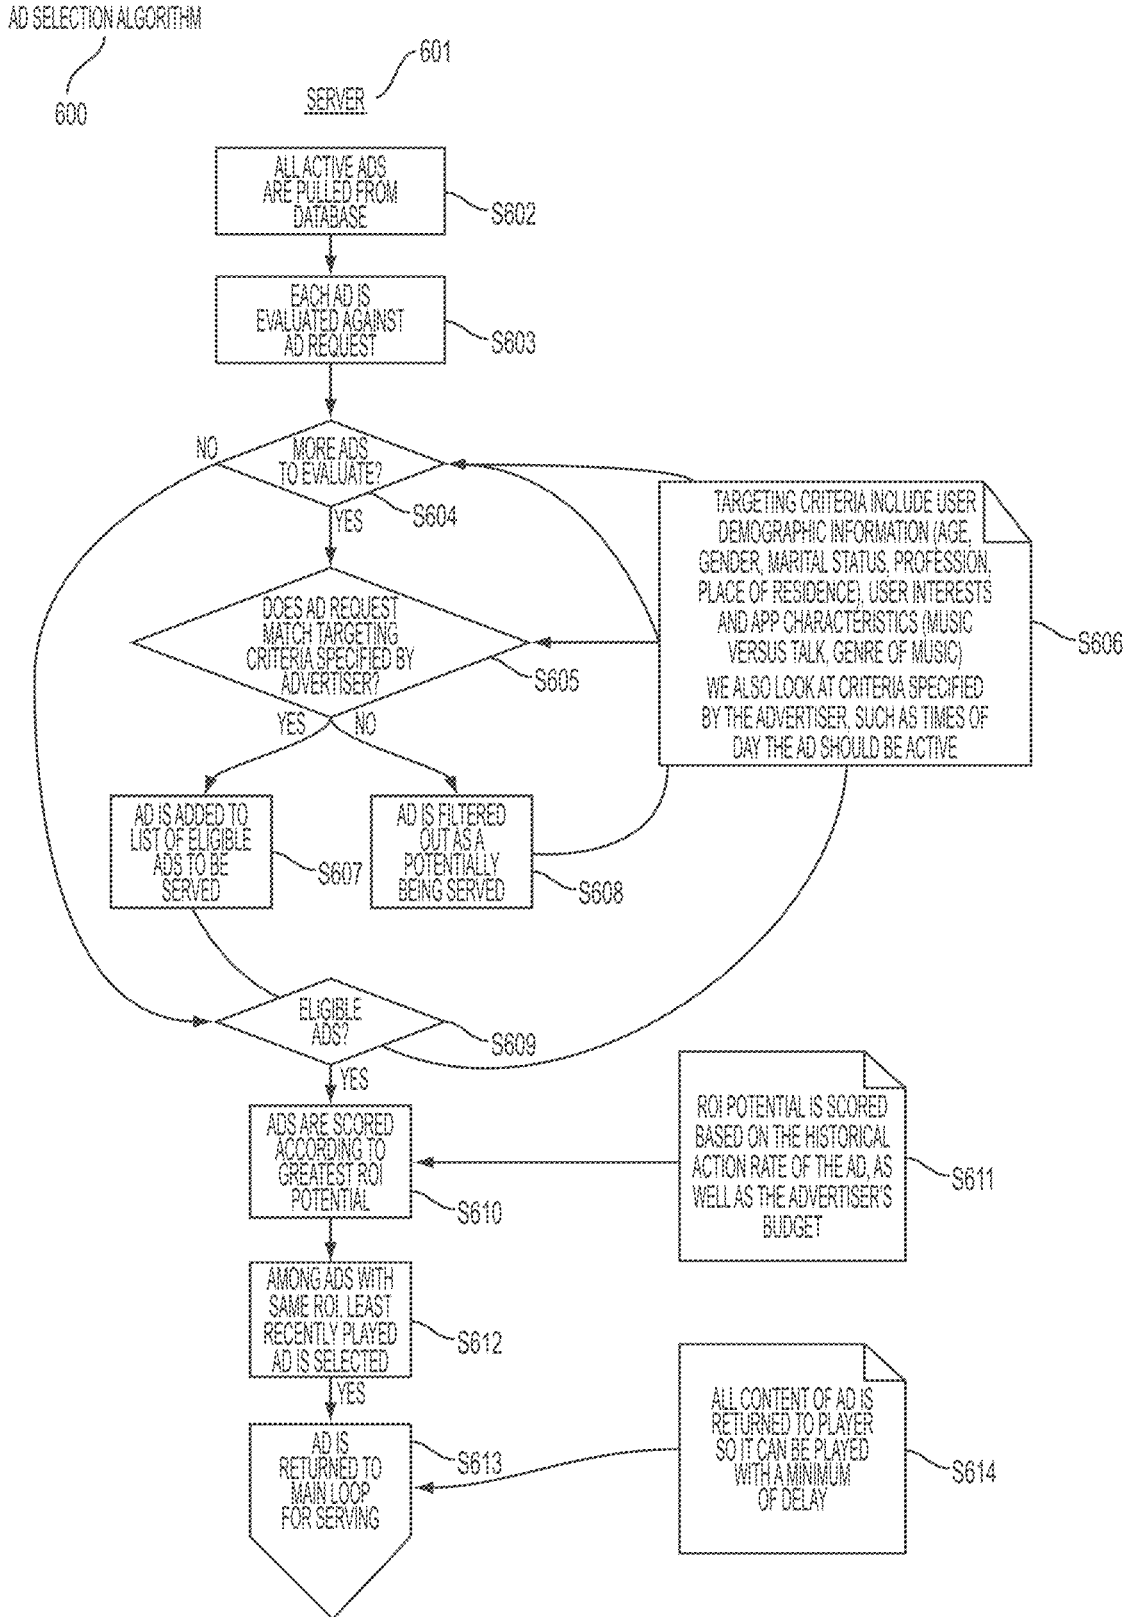 AD SELECTION ALGORITHM
600
601
SERVER
ALL ACTIVE ADS
ARE PULLED FROM
DATABASE
S602
EACH AD IS
EVALUATED AGAINST
AD REQUEST
S603
NO
MORE ADS
TO EVALUATE?
S604
YES
TARGETING CRITERIA INCLUDE USER
DEMOGRAPHIC INFORMATION (AGE,
GENDER, MARITAL STATUS, PROFESSION,
PLACE OF RESIDENCE), USER INTERESTS
AND APP CHARACTERISTICS (MUSIC
VERSUS TALK, GENRE OF MUSIC)
WE ALSO LOOK AT CRITERIA SPECIFIED
BY THE ADVERTISER, SUCH AS TIMES OF
DAY THE AD SHOULD BE ACTIVE
S606
DOES AD REQUEST
MATCH TARGETING
CRITERIA SPECIFIED BY
ADVERTISER?
S605
YES
NO
AD IS ADDED TO
LIST OF ELIGIBLE
ADS TO BE
SERVED
S607
AD IS FILTERED
OUT AS A
POTENTIALLY
BEING SERVED
S608
ELIGIBLE
ADS?
S609
YES
ADS ARE SCORED
ACCORDING TO
GREATEST ROI
POTENTIAL
S610
ROI POTENTIAL IS SCORED
BASED ON THE HISTORICAL
ACTION RATE OF THE AD, AS
WELL AS THE ADVERTISER'S
BUDGET
S611
AMONG ADS WITH
SAME ROI, LEAST
RECENTLY PLAYED
AD IS SELECTED
S612
YES
AD IS
RETURNED TO
MAIN LOOP
FOR SERVING
S613
ALL CONTENT OF AD IS
RETURNED TO PLAYER
SO IT CAN BE PLAYED
WITH A MINIMUM
OF DELAY
S614